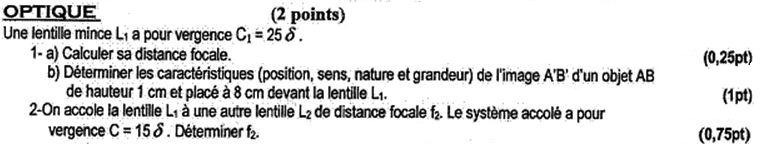 OPTIQUE (2 points)
Une lentille mince L₁ a pour vergence C₁ = 25 δ.
1- a) Calculer sa distance focale. (0,25pt)
b) Déterminer les caractéristiques (position, sens, nature et grandeur) de l'image A'B' d'un objet AB
de hauteur 1 cm et placé à 8 cm devant la lentille L₁. (1pt)
2-On accole la lentille L₁ à une autre lentille L₂ de distance focale f₂. Le système accolé a pour
vergence C = 15 δ. Déterminer f₂. (0,75pt)